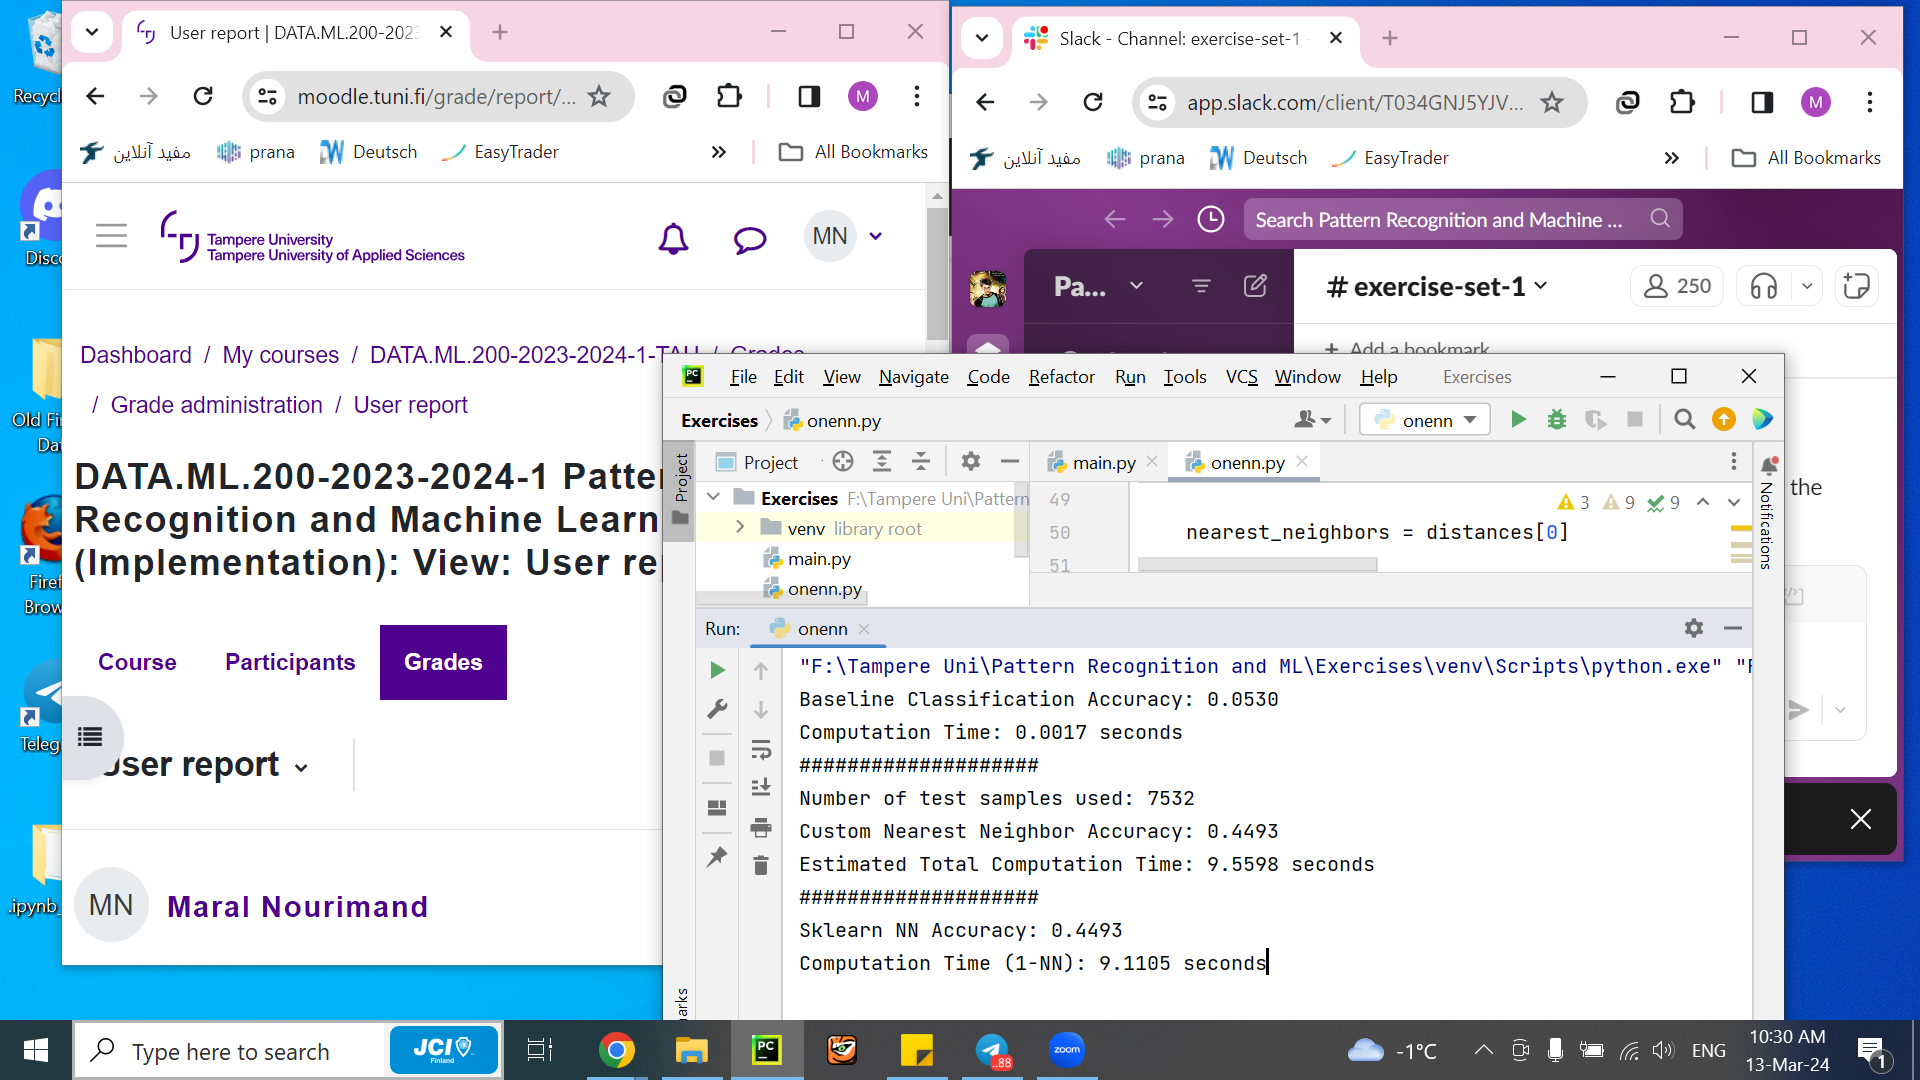 Recycl
Disco
Old Fi
Da
Firef
Brow
Teleg
.ipynb_
User report | DATA.ML.200-2023
moodle.tuni.fi/grade/report/...
M
مفید آنلاین
prana
Deutsch
EasyTrader
All Bookmarks
Tampere University
Tampere University of Applied Sciences
MN
Dashboard / My courses / DATA.ML.200-2023-2024-1-TAU / Grades
/ Grade administration / User report
DATA.ML.200-2023-2024-1 Patter
Recognition and Machine Learn
(Implementation): View: User rep
Course
Participants
Grades
User report
MN
Maral Nourimand
Slack - Channel: exercise-set-1 -
app.slack.com/client/T034GNJ5YJV...
M
مفید آنلاین
prana
Deutsch
EasyTrader
All Bookmarks
Search Pattern Recognition and Machine ...
Pa...
# exercise-set-1
250
+ Add a bookmark
the
PC
File Edit View Navigate Code Refactor Run Tools VCS Window Help Exercises
Exercises
onenn.py
onenn
Project
Project
main.py
onenn.py
Exercises F:\Tampere Uni\Pattern
venv library root
main.py
onenn.py
49
50
51
nearest_neighbors = distances[0]
3
9
9
Notifications
Run: onenn
"F:\Tampere Uni\Pattern Recognition and ML\Exercises\venv\Scripts\python.exe" "F
Baseline Classification Accuracy: 0.0530
Computation Time: 0.0017 seconds
####################
Number of test samples used: 7532
Custom Nearest Neighbor Accuracy: 0.4493
Estimated Total Computation Time: 9.5598 seconds
####################
Sklearn NN Accuracy: 0.4493
Computation Time (1-NN): 9.1105 seconds
arks
Type here to search
JCI
Finland
PC
..88
zoom
-1°C
ENG
10:30 AM
13-Mar-24
1